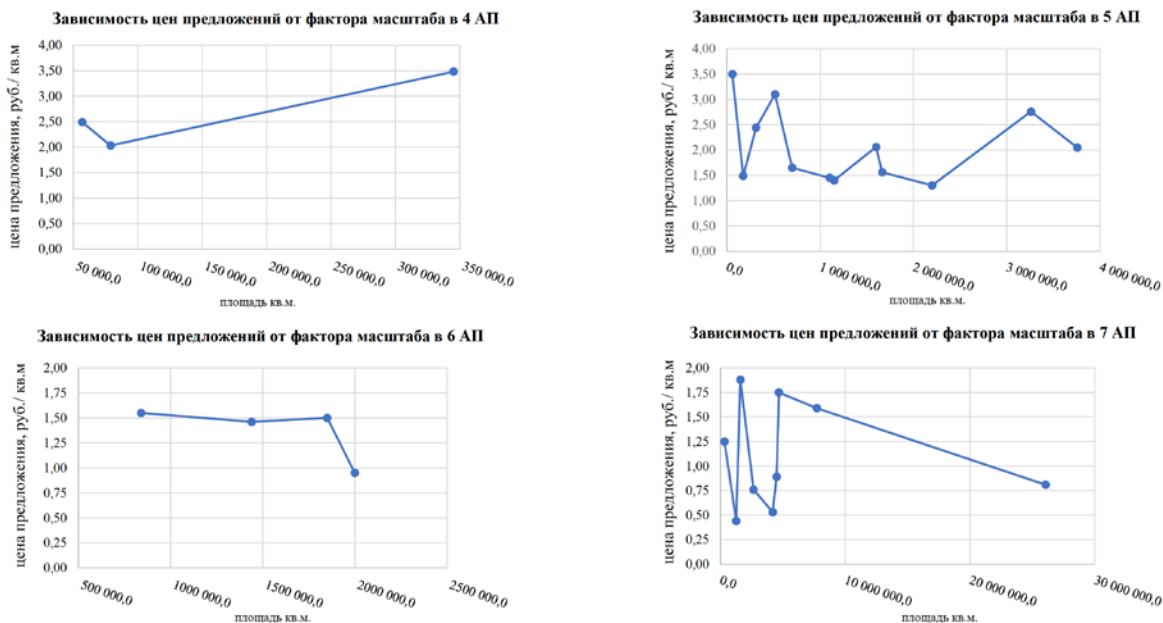 Зависимость цен предложений от фактора масштаба в 4 АП
цена предложения, руб./ кв.м
4,00
3,50
3,00
2,50
2,00
1,50
1,00
0,50
0,00
50 000,0
100 000,0
150 000,0
200 000,0
250 000,0
300 000,0
350 000,0
площадь кв.м.
Зависимость цен предложений от фактора масштаба в 5 АП
цена предложения, руб./ кв.м
4,00
3,50
3,00
2,50
2,00
1,50
1,00
0,50
0,00
0,0
1 000 000,0
2 000 000,0
3 000 000,0
4 000 000,0
площадь кв.м.
Зависимость цен предложений от фактора масштаба в 6 АП
цена предложения, руб./ кв.м
2,00
1,75
1,50
1,25
1,00
0,75
0,50
0,25
0,00
500 000,0
1000 000,0
1500 000,0
2000 000,0
2500 000,0
площадь кв.м.
Зависимость цен предложений от фактора масштаба в 7 АП
цена предложения, руб./ кв.м
2,00
1,75
1,50
1,25
1,00
0,75
0,50
0,25
0,00
0,0
10 000 000,0
20 000 000,0
30 000 000,0
площадь кв.м.